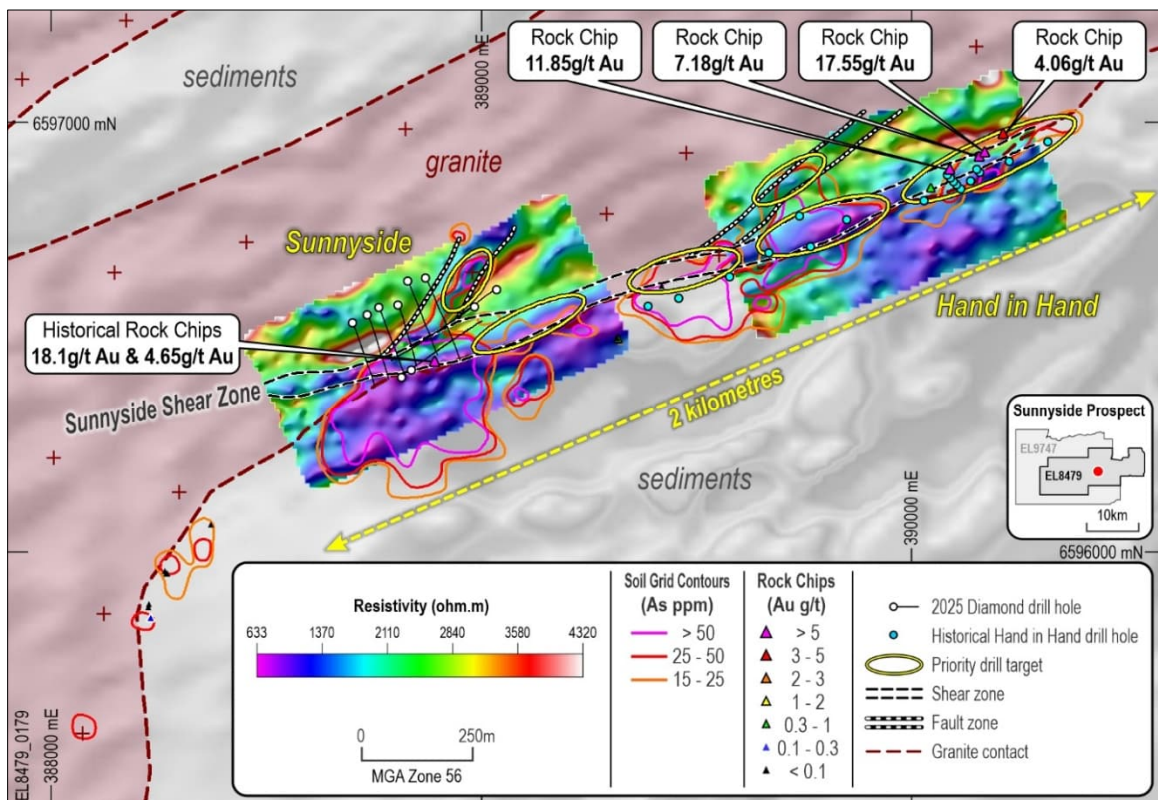 Rock Chip
11.85g/t Au
Rock Chip
7.18g/t Au
Rock Chip
17.55g/t Au
Rock Chip
4.06g/t Au
389000 mE
6597000 mN
sediments
granite
Sunnyside
Historical Rock Chips
18.1g/t Au & 4.65g/t Au
Sunnyside Shear Zone
Hand in Hand
2 kilometres
sediments
390000 mE
Sunnyside Prospect
EL9747
EL8479
10km
6596000 mN
Resistivity (ohm.m)
633 1370 2110 2840 3580 4320
0 250m
MGA Zone 56
Soil Grid Contours
(As ppm)
> 50
25 - 50
15 - 25
Rock Chips
(Au g/t)
> 5
3 - 5
2 - 3
1 - 2
0.3 - 1
0.1 - 0.3
< 0.1
2025 Diamond drill hole
Historical Hand in Hand drill hole
Priority drill target
Shear zone
Fault zone
Granite contact
EL8479_0179
388000 mE